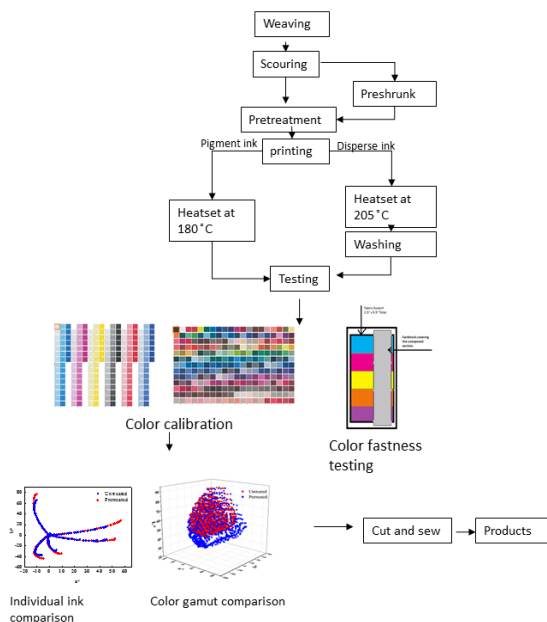 Weaving
Scouring
Preshrunk
Pretreatment
Pigment ink
printing
Disperse ink
Heatset at
180˚C
Heatset at
205˚C
Washing
Testing
Color calibration
Color fastness
testing
Untreated
Pretreated
Untreated
Pretreated
Cut and sew
Products
Individual ink
comparison
Color gamut comparison